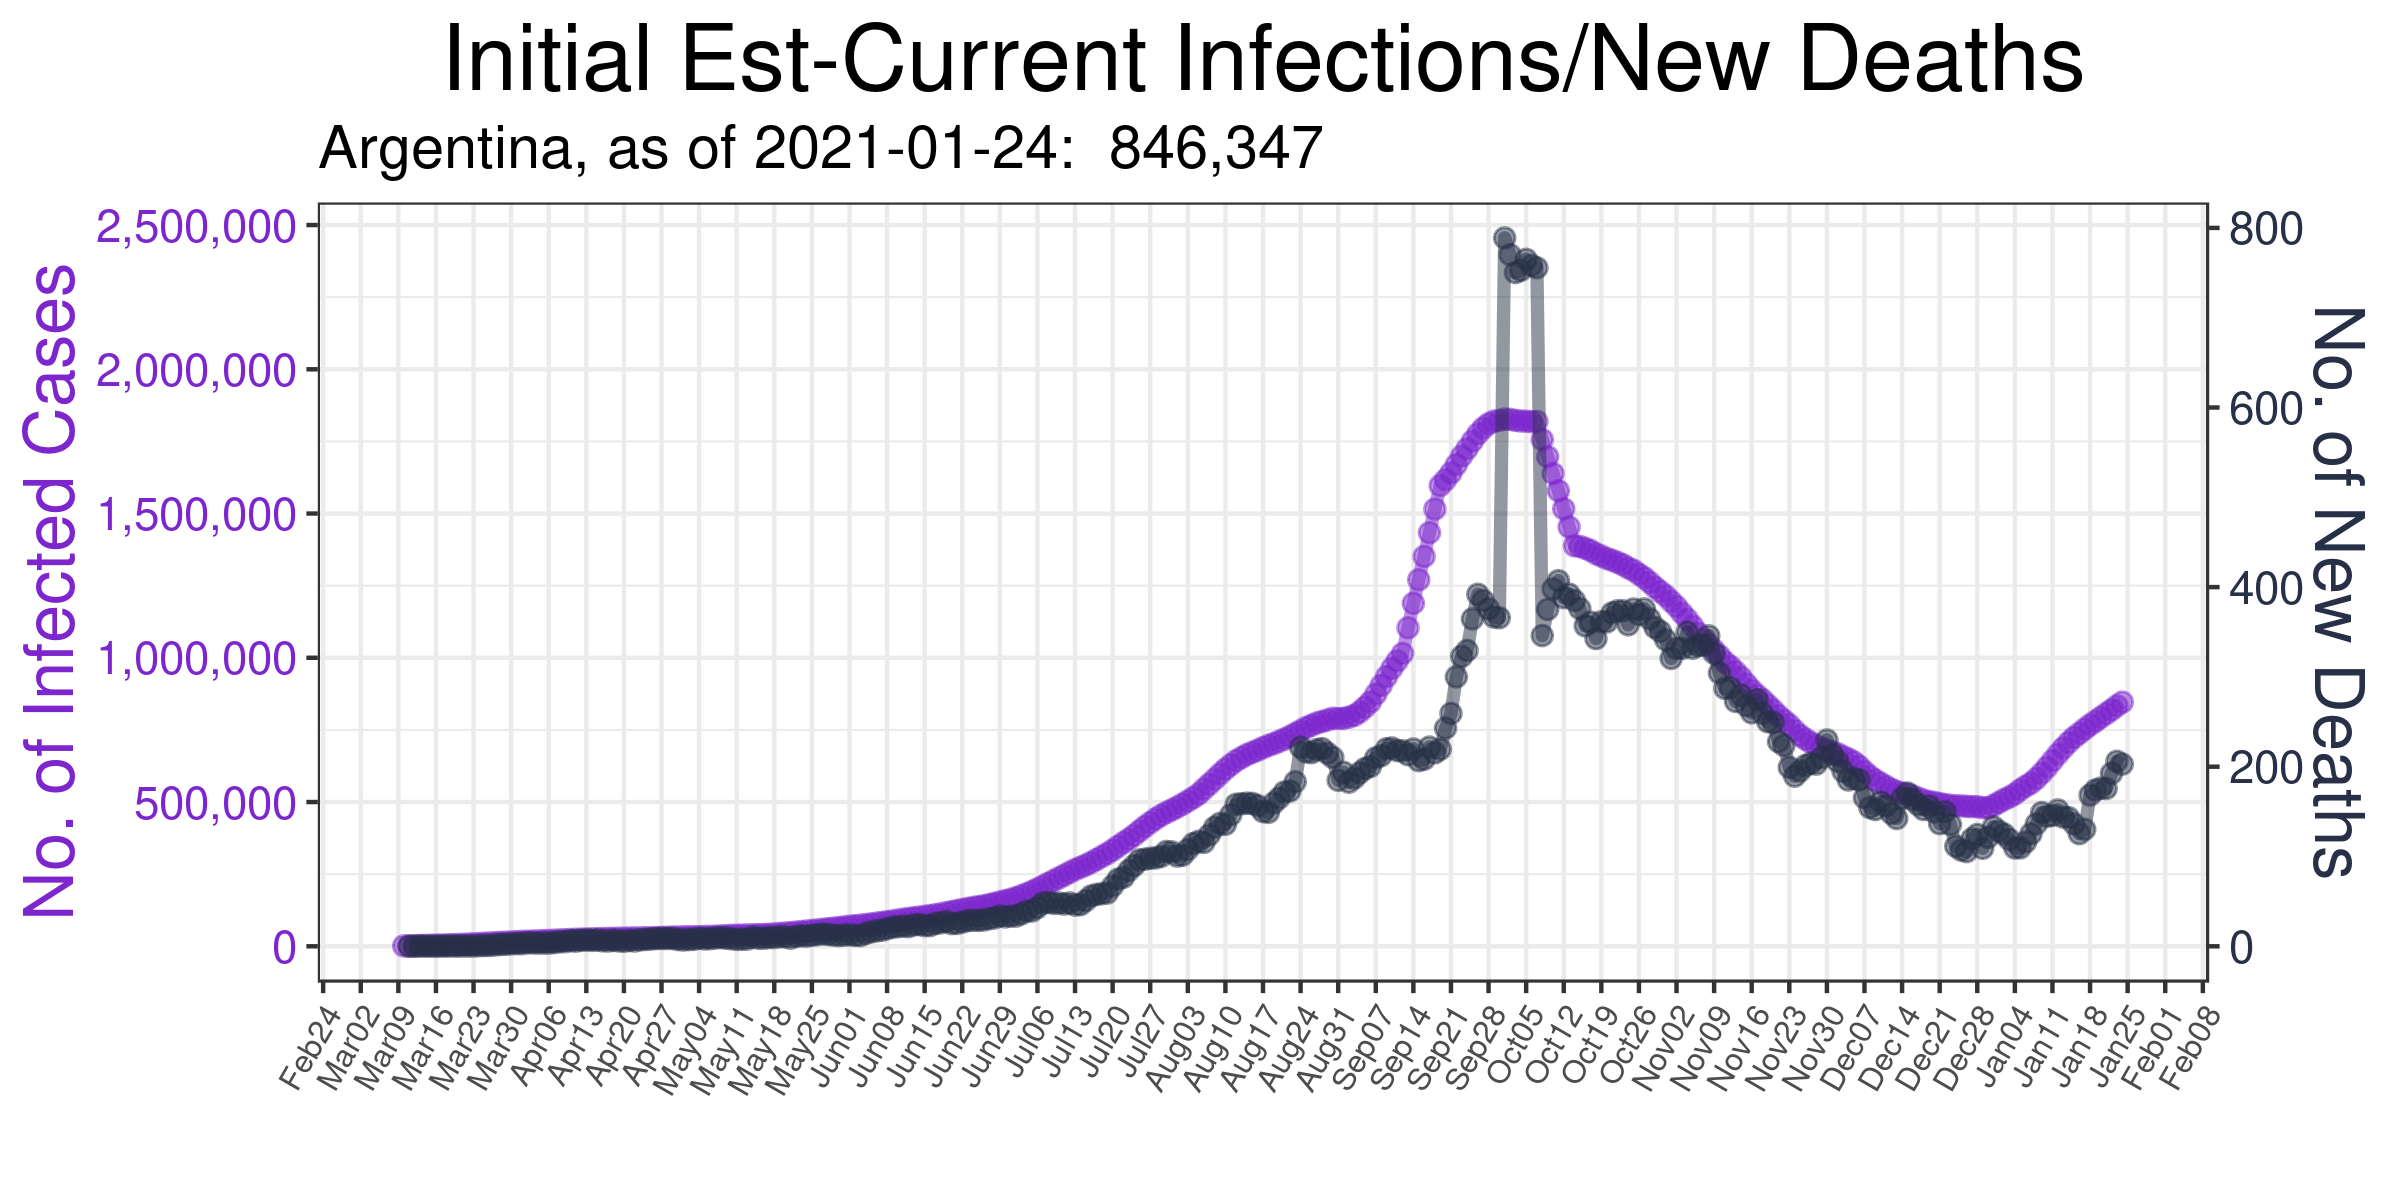 Initial Est-Current Infections/New Deaths
Argentina, as of 2021-01-24: 846,347
No. of Infected Cases
2,500,000
2,000,000
1,500,000
1,000,000
500,000
0
800
600
400
200
0
No. of New Deaths
Feb24
Mar02
Mar09
Mar16
Mar23
Mar30
Apr06
Apr13
Apr20
Apr27
May04
May11
May18
May25
Jun01
Jun08
Jun15
Jun22
Jun29
Jul06
Jul13
Jul20
Jul27
Aug03
Aug10
Aug17
Aug24
Aug31
Sep07
Sep14
Sep21
Sep28
Oct05
Oct12
Oct19
Oct26
Nov02
Nov09
Nov16
Nov23
Nov30
Dec07
Dec14
Dec21
Dec28
Jan04
Jan11
Jan18
Jan25
Feb01
Feb08